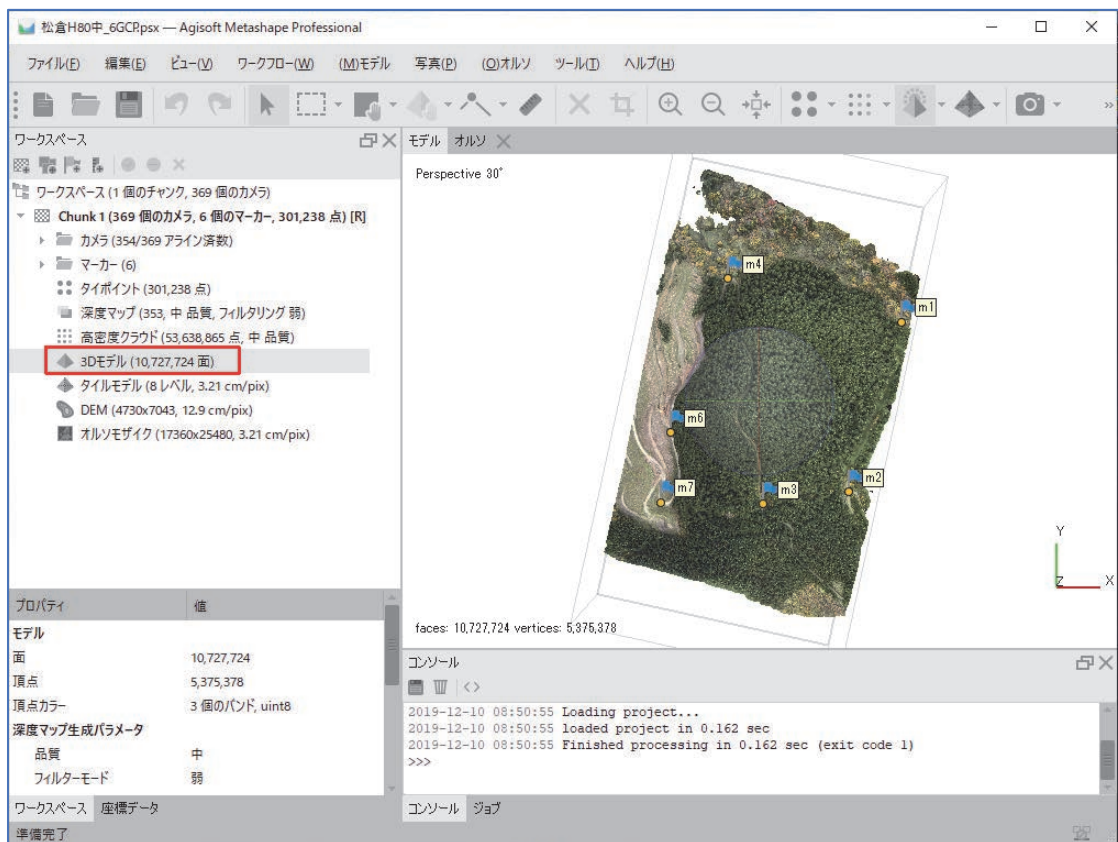 松倉H80中_6GCP.psx — Agisoft Metashape Professional
ファイル(F) 編集(E) ビュー(V) ワークフロー(W) (M)モデル 写真(P) (O)オルソ ツール(T) ヘルプ(H)
ワークスペース
ワークスペース (1 個のチャンク, 369 個のカメラ)
Chunk 1 (369 個のカメラ, 6 個のマーカー, 301,238 点) [R]
カメラ (354/369 アライン済数)
マーカー (6)
タイポイント (301,238 点)
深度マップ (353, 中 品質, フィルタリング 弱)
高密度クラウド (53,638,865 点, 中 品質)
3Dモデル (10,727,724 面)
タイルモデル (8 レベル, 3.21 cm/pix)
DEM (4730x7043, 12.9 cm/pix)
オルソモザイク (17360x25480, 3.21 cm/pix)
プロパティ 値
モデル
面 10,727,724
頂点 5,375,378
頂点カラー 3 個のバンド, uint8
深度マップ生成パラメータ
品質 中
フィルターモード 弱
ワークスペース 座標データ
準備完了
モデル オルソ
Perspective 30°
m4
m1
m6
m2
m7
m3
Y
Z X
faces: 10,727,724 vertices: 5,375,378
コンソール
2019-12-10 08:50:55 Loading project...
2019-12-10 08:50:55 loaded project in 0.162 sec
2019-12-10 08:50:55 Finished processing in 0.162 sec (exit code 1)
>>>
コンソール ジョブ